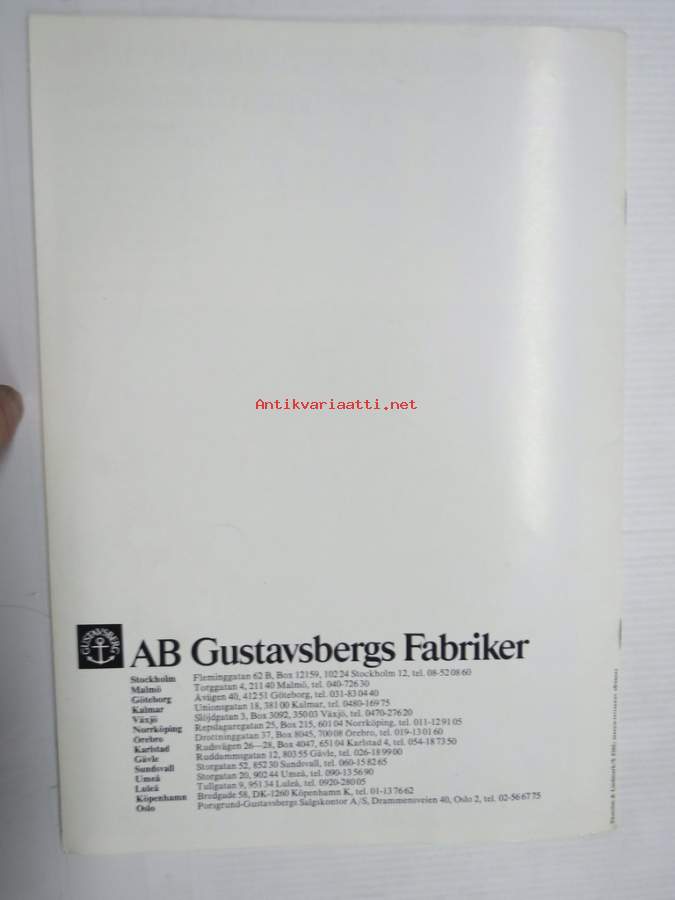 Antikvariaatti.net
GUSTAVSBERG
AB Gustavsbergs Fabriker
Stockholm Fleminggatan 62 B, Box 12159, 102 24 Stockholm 12, tel. 08-52 08 60
Malmö Torggatan 4, 211 40 Malmö, tel. 040-726 30
Göteborg Avägen 40, 412 51 Göteborg, tel. 031-83 04 40
Kalmar Unionsgatan 18, 381 00 Kalmar, tel. 0480-169 75
Växjö Slöjdgatan 3, Box 3092, 350 03 Växjö, tel. 0470-276 20
Norrköping Repslagaregatan 25, Box 215, 601 04 Norrköping, tel. 011-12 91 05
Örebro Drottninggatan 37, Box 8045, 700 08 Örebro, tel. 019-13 01 60
Karlstad Rudsvägen 26—28, Box 4047, 651 04 Karlstad 4, tel. 054-18 73 50
Gävle Ruddammsgatan 12, 803 55 Gävle, tel. 026-18 99 00
Sundsvall Storgatan 52, 852 30 Sundsvall, tel. 060-15 82 65
Umeå Storgatan 20, 902 44 Umeå, tel. 090-13 56 90
Luleå Tullgatan 9, 951 34 Luleå, tel. 0920-280 05
Köpenhamn Bredgade 58, DK-1260 Köpenhamn K, tel. 01-13 76 62
Oslo Porsgrund-Gustavsbergs Salgskontor A/S, Drammensveien 40, Oslo 2, tel. 02-56 67 75